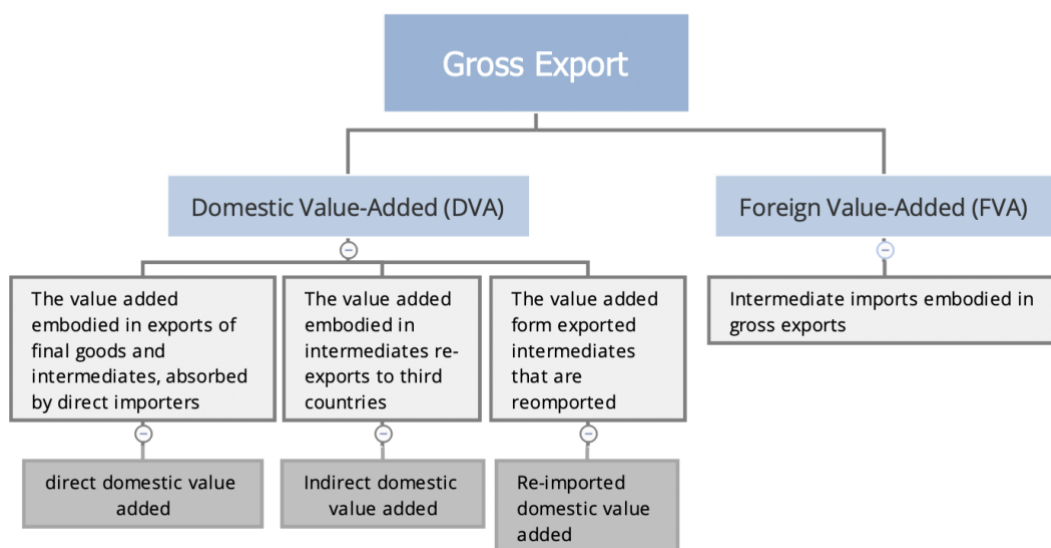 Gross Export
Domestic Value-Added (DVA)
Foreign Value-Added (FVA)
The value added
embodied in exports of
final goods and
intermediates, absorbed
by direct importers
The value added
embodied in
intermediates re-
exports to third
countries
The value added
form exported
intermediates
that are
reomported
Intermediate imports embodied in
gross exports
direct domestic value
added
Indirect domestic
value added
Re-imported
domestic value
added